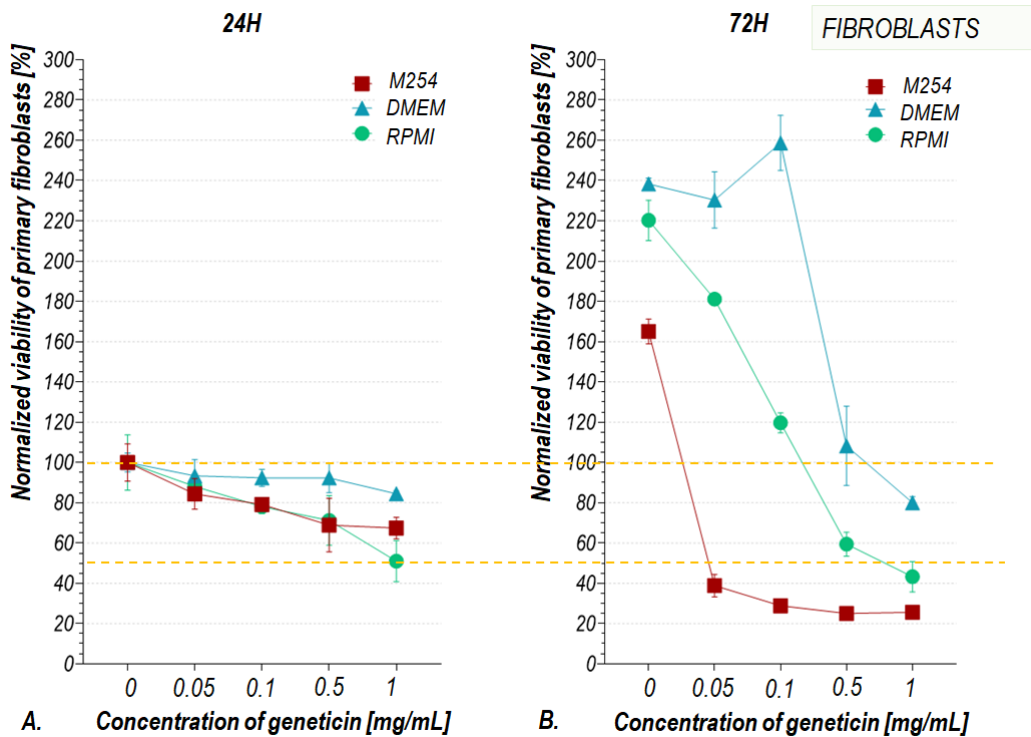 24H
72H
FIBROBLASTS
Normalized viability of primary fibroblasts [%]
300
280
260
240
220
200
180
160
140
120
100
80
60
40
20
0
M254
DMEM
RPMI
0
0.05
0.1
0.5
1
A.
Concentration of geneticin [mg/mL]
Normalized viability of primary fibroblasts [%]
300
280
260
240
220
200
180
160
140
120
100
80
60
40
20
0
M254
DMEM
RPMI
0
0.05
0.1
0.5
1
B.
Concentration of geneticin [mg/mL]